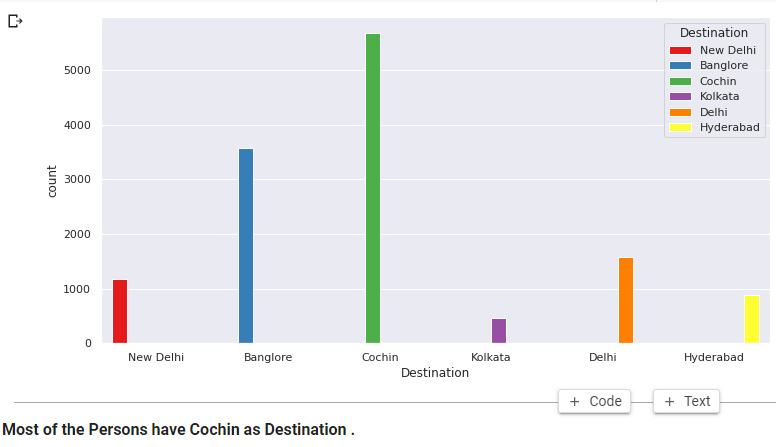 Destination
New Delhi
Banglore
Cochin
Kolkata
Delhi
Hyderabad
5000
4000
3000
2000
1000
0
count
New Delhi Banglore Cochin Kolkata Delhi Hyderabad
Destination
+ Code + Text
Most of the Persons have Cochin as Destination .